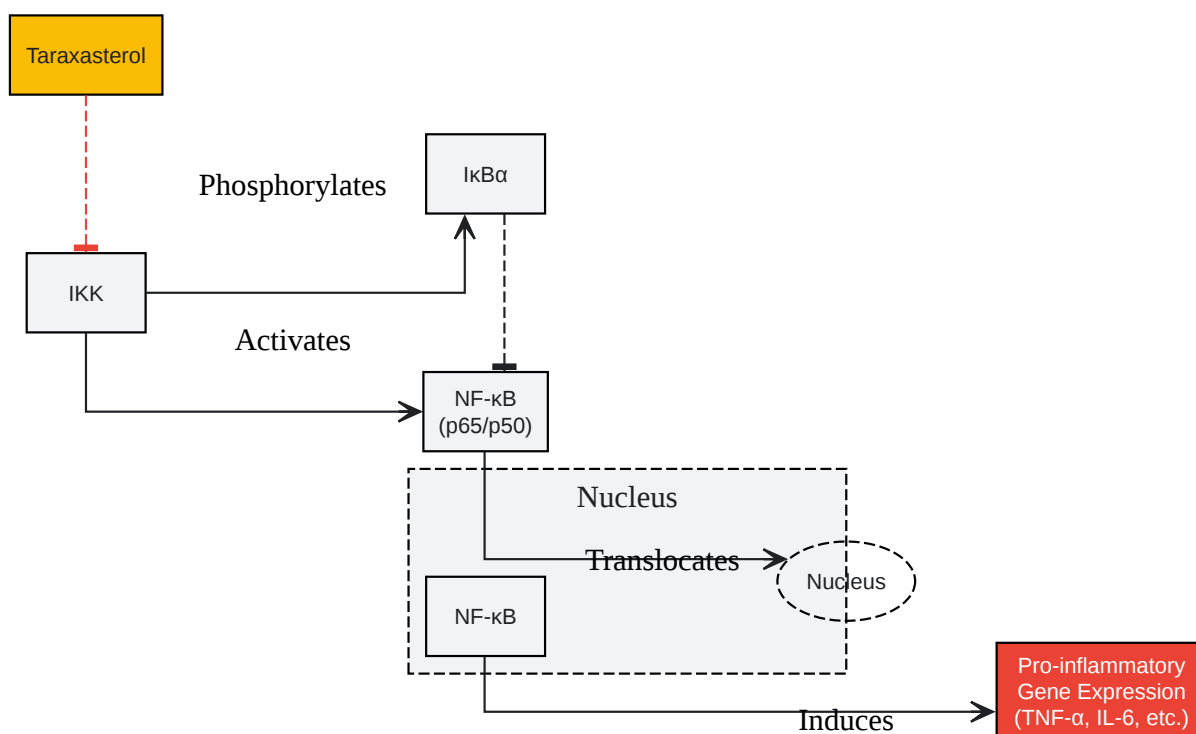 Taraxasterol
IκBα
Phosphorylates
IKK
Activates
NF-κB
(p65/p50)
Nucleus
Translocates
Nucleus
NF-κB
Pro-inflammatory
Gene Expression
(TNF-α, IL-6, etc.)
Induces